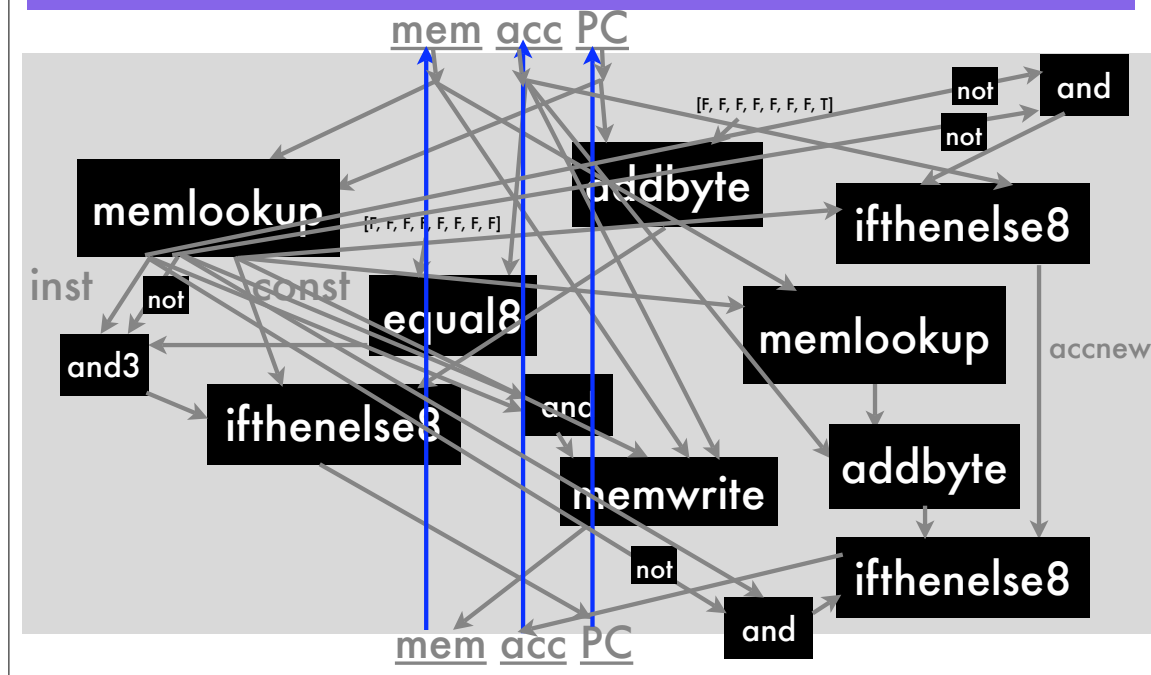 mem acc PC
not
and
[F, F, F, F, F, F, F, T]
not
addbyte
memlookup
ifthenelse8
[F, F, F, F, F, F, F, F]
inst
not
const
equal8
memlookup
accnew
and3
ifthenelse8
and
addbyte
memwrite
not
ifthenelse8
and
mem acc PC